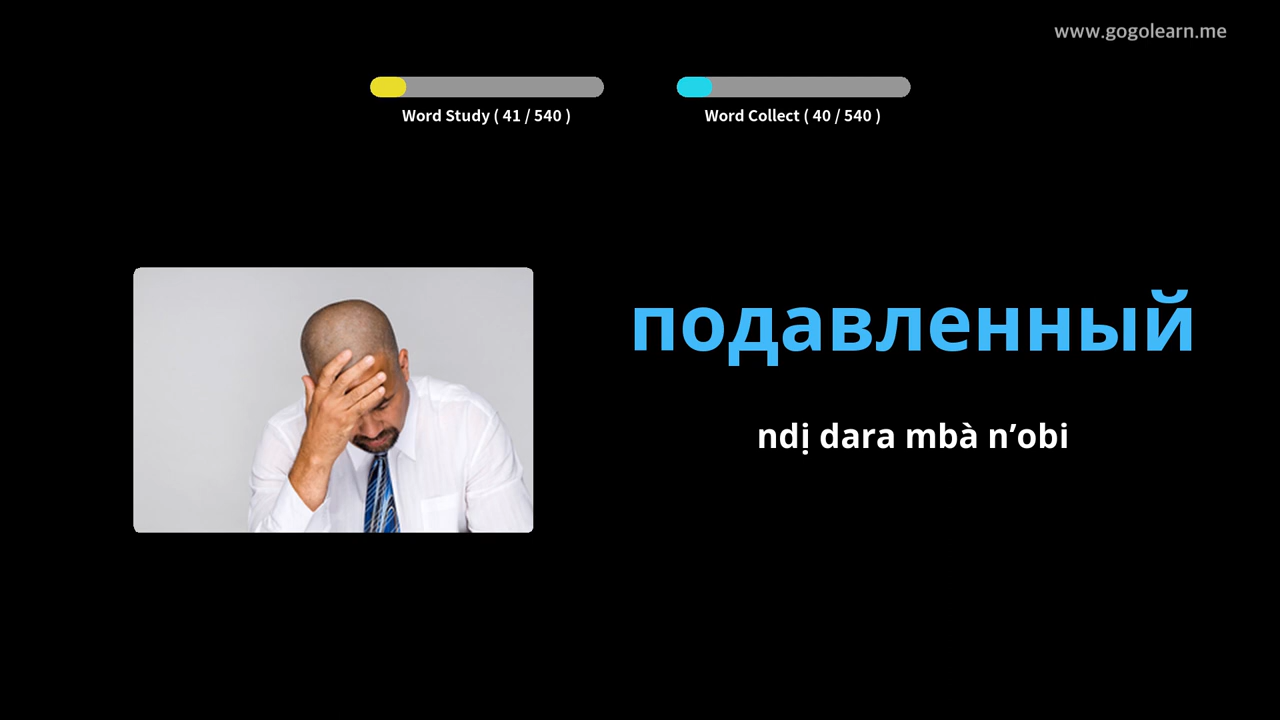 www.gogolearn.me
Word Study ( 41 / 540 )
Word Collect ( 40 / 540 )
подавленный
ndị dara mbà n’obi